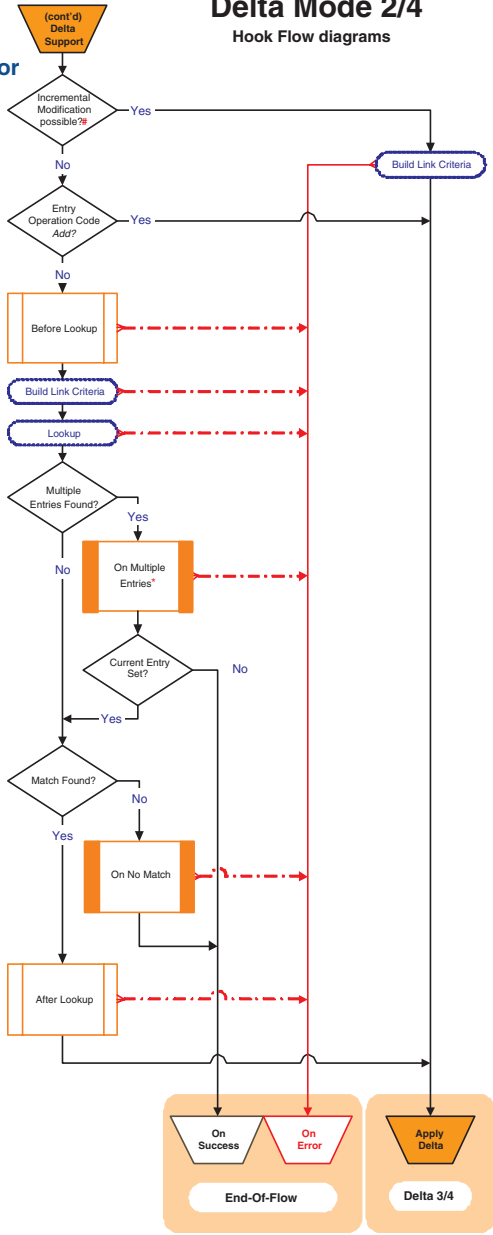 Delta Mode 2/4
Hook Flow diagrams
(cont'd)
Delta
Support
or
Incremental
Modification
possible?#
Yes
Build Link Criteria
No
Entry
Operation Code
Add?
Yes
No
Before Lookup
Build Link Criteria
Lookup
Multiple
Entries Found?
Yes
No
On Multiple
Entries*
Current Entry
Set?
No
Yes
Match Found?
No
Yes
On No Match
After Lookup
On
Success
On
Error
Apply
Delta
End-Of-Flow
Delta 3/4